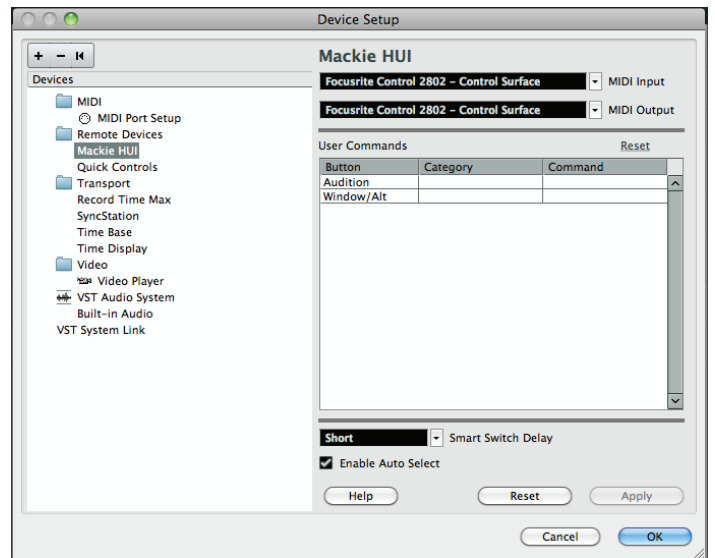 Device Setup
+ -
Devices
MIDI
MIDI Port Setup
Remote Devices
Mackie HUI
Quick Controls
Transport
Record Time Max
SyncStation
Time Base
Time Display
Video
Video Player
VST Audio System
Built-in Audio
VST System Link
Mackie HUI
Focusrite Control 2802 – Control Surface MIDI Input
Focusrite Control 2802 – Control Surface MIDI Output
User Commands Reset
Button Category Command
Audition
Window/Alt
Short Smart Switch Delay
Enable Auto Select
Help Reset Apply
Cancel OK